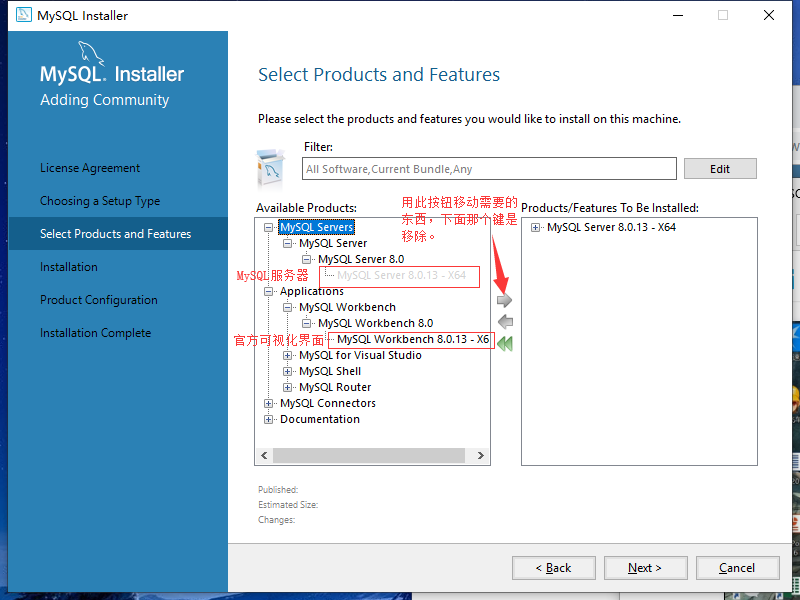 MySQL Installer
MySQL. Installer
Adding Community
License Agreement
Choosing a Setup Type
Select Products and Features
Installation
Product Configuration
Installation Complete
Select Products and Features
Please select the products and features you would like to install on this machine.
Filter:
All Software,Current Bundle,Any
Edit
Available Products:
用此按钮移动需要的
东西，下面那个键是
移除。
Products/Features To Be Installed:
MySQL Servers
MySQL Server
MySQL Server 8.0
MySQL服务器
MySQL Server 8.0.13 - X64
Applications
MySQL Workbench
MySQL Workbench 8.0
官方可视化界面
MySQL Workbench 8.0.13 - X6
MySQL for Visual Studio
MySQL Shell
MySQL Router
MySQL Connectors
Documentation
MySQL Server 8.0.13 - X64
Published:
Estimated Size:
Changes:
< Back
Next >
Cancel